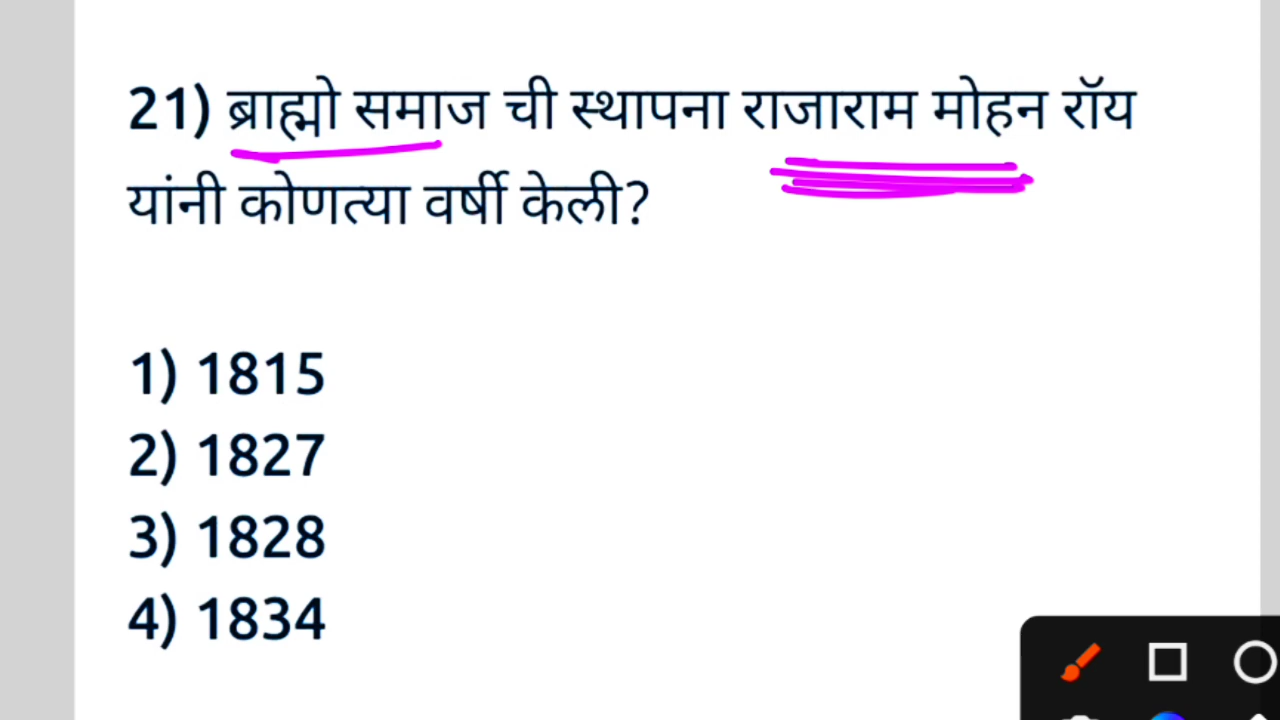 21) ब्राह्मो समाज ची स्थापना राजाराम मोहन रॉय
यांनी कोणत्या वर्षी केली?
1) 1815
2) 1827
3) 1828
4) 1834